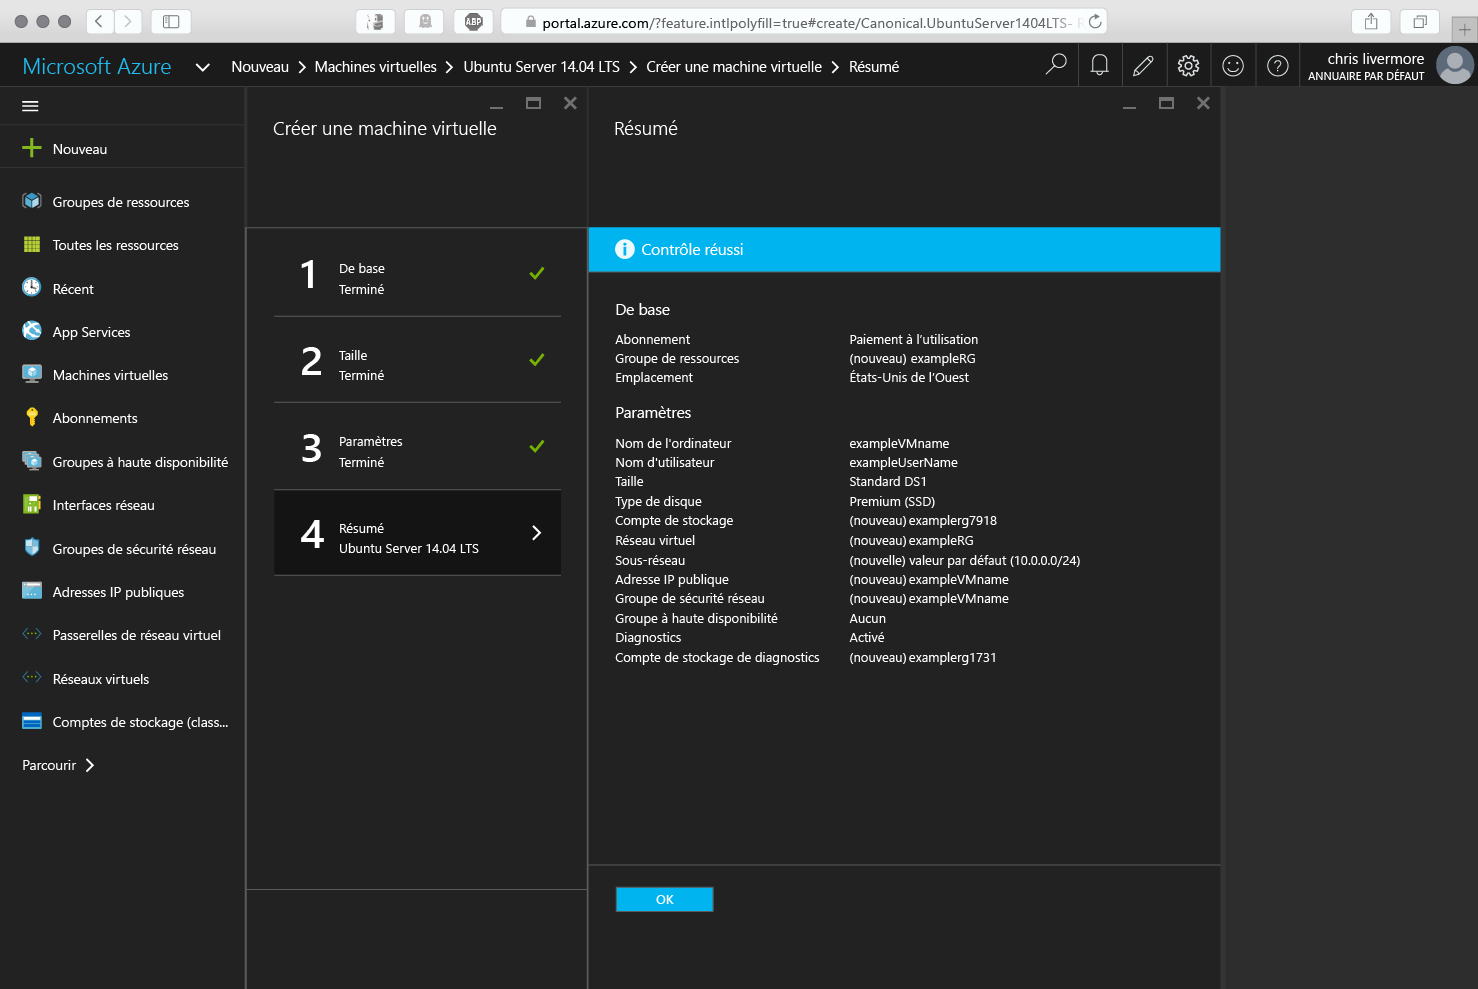 ABP
portal.azure.com/?feature.intlpolyfill=true#create/Canonical.UbuntuServer1404LTS-
Microsoft Azure
Nouveau > Machines virtuelles > Ubuntu Server 14.04 LTS > Créer une machine virtuelle > Résumé
chris livermore
ANNUAIRE PAR DÉFAUT
Nouveau
Groupes de ressources
Toutes les ressources
Récent
App Services
Machines virtuelles
Abonnements
Groupes à haute disponibilité
Interfaces réseau
Groupes de sécurité réseau
Adresses IP publiques
Passerelles de réseau virtuel
Réseaux virtuels
Comptes de stockage (class...
Parcourir >
Créer une machine virtuelle
1 De base
Terminé
2 Taille
Terminé
3 Paramètres
Terminé
4 Résumé
Ubuntu Server 14.04 LTS
Résumé
Contrôle réussi
De base
Abonnement Paiement à l'utilisation
Groupe de ressources (nouveau) exampleRG
Emplacement États-Unis de l'Ouest
Paramètres
Nom de l'ordinateur exampleVMname
Nom d'utilisateur exampleUserName
Taille Standard DS1
Type de disque Premium (SSD)
Compte de stockage (nouveau) examplerg7918
Réseau virtuel (nouveau) exampleRG
Sous-réseau (nouvelle) valeur par défaut (10.0.0.0/24)
Adresse IP publique (nouveau) exampleVMname
Groupe de sécurité réseau (nouveau) exampleVMname
Groupe à haute disponibilité Aucun
Diagnostics Activé
Compte de stockage de diagnostics (nouveau) examplerg1731
OK